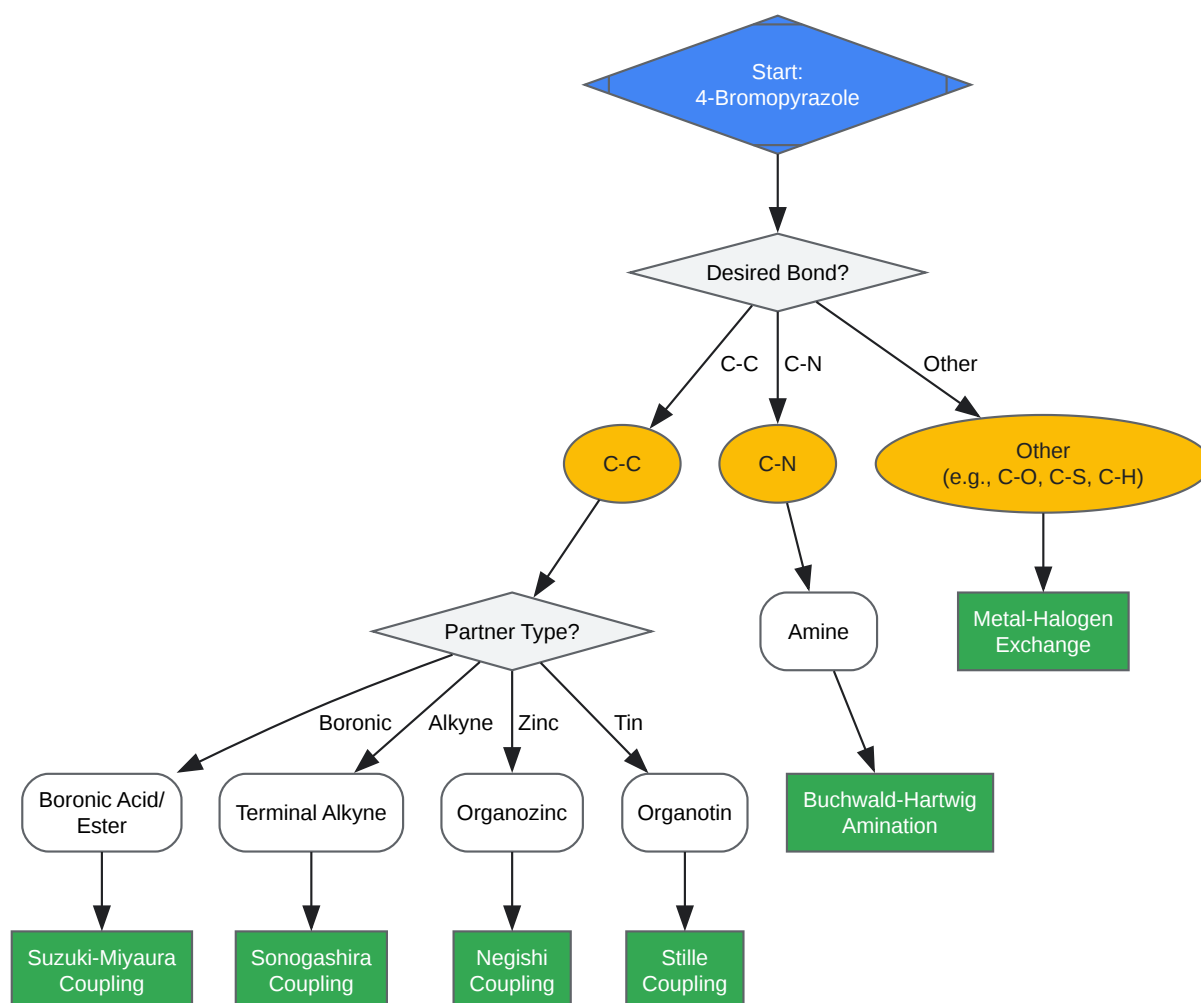 Start:
4-Bromopyrazole
Desired Bond?
C-C
C-N
Other
C-C
C-N
Other
(e.g., C-O, C-S, C-H)
Partner Type?
Amine
Metal-Halogen
Exchange
Boronic
Alkyne
Zinc
Tin
Boronic Acid/
Ester
Terminal Alkyne
Organozinc
Organotin
Buchwald-Hartwig
Amination
Suzuki-Miyaura
Coupling
Sonogashira
Coupling
Negishi
Coupling
Stille
Coupling